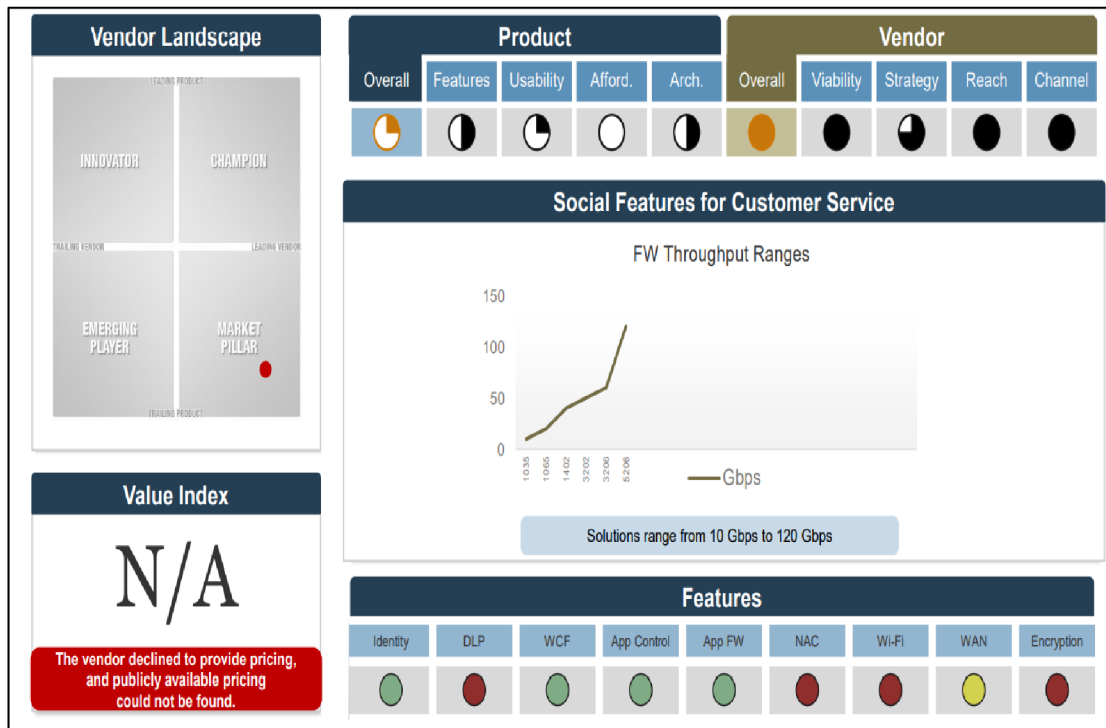 Vendor Landscape
LEADING PRODUCT
INNOVATOR
CHAMPION
TRAILING VENDOR
LEADING VENDOR
EMERGING
PLAYER
MARKET
PILLAR
TRAILING PRODUCT
Value Index
N/A
The vendor declined to provide pricing,
and publicly available pricing
could not be found.
Product
Vendor
Overall Features Usability Afford. Arch. Overall Viability Strategy Reach Channel
Social Features for Customer Service
FW Throughput Ranges
150
100
50
0
1035 1065 1402 3202 3206 5206
Gbps
Solutions range from 10 Gbps to 120 Gbps
Features
Identity DLP WCF App Control App FW NAC Wi-Fi WAN Encryption